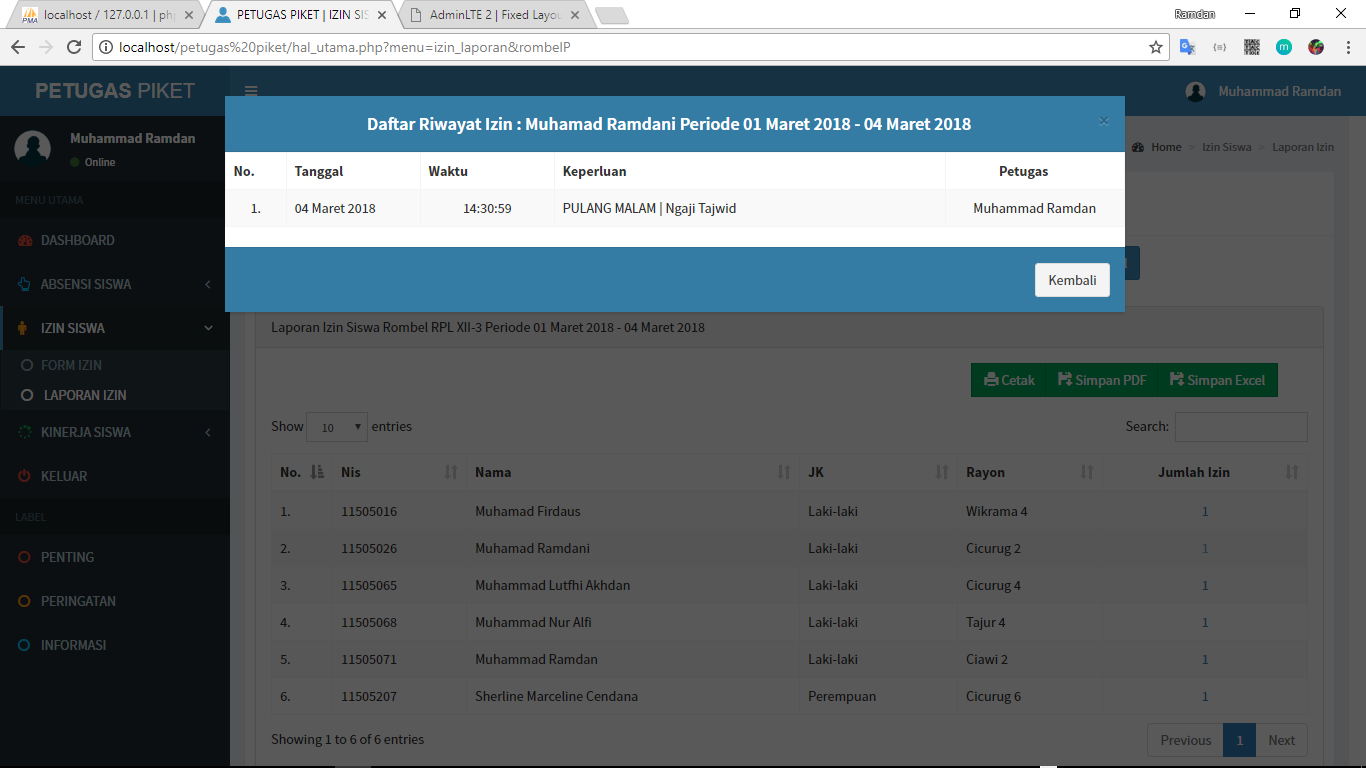 localhost / 127.0.0.1 | ph
PETUGAS PIKET | IZIN SIS
AdminLTE 2 | Fixed Layou
Ramdan
localhost/petugas%20piket/hal_utama.php?menu=izin_laporan&rombelP
PETUGAS PIKET
Muhammad Ramdan
Muhammad Ramdan
Online
Home > Izin Siswa > Laporan Izin
MENU UTAMA
DASHBOARD
ABSENSI SISWA
IZIN SISWA
FORM IZIN
LAPORAN IZIN
KINERJA SISWA
KELUAR
LABEL
PENTING
PERINGATAN
INFORMASI
Daftar Riwayat Izin : Muhamad Ramdani Periode 01 Maret 2018 - 04 Maret 2018 ×
No. Tanggal Waktu Keperluan Petugas
1. 04 Maret 2018 14:30:59 PULANG MALAM | Ngaji Tajwid Muhammad Ramdan
Kembali
Laporan Izin Siswa Rombel RPL XII-3 Periode 01 Maret 2018 - 04 Maret 2018
Cetak Simpan PDF Simpan Excel
Show 10 entries Search:
No. Nis Nama JK Rayon Jumlah Izin
1. 11505016 Muhamad Firdaus Laki-laki Wikrama 4 1
2. 11505026 Muhamad Ramdani Laki-laki Cicurug 2 1
3. 11505065 Muhammad Lutfhi Akhdan Laki-laki Cicurug 4 1
4. 11505068 Muhammad Nur Alfi Laki-laki Tajur 4 1
5. 11505071 Muhammad Ramdan Laki-laki Ciawi 2 1
6. 11505207 Sherline Marceline Cendana Perempuan Cicurug 6 1
Showing 1 to 6 of 6 entries Previous 1 Next